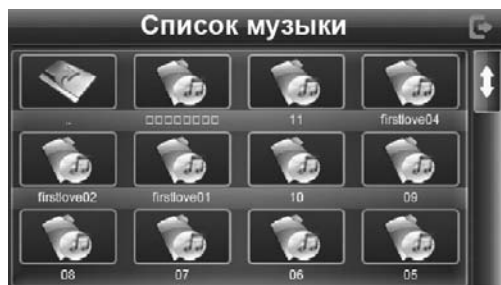 Список музыки
.. □□□□□□□□ 11 firstlove04
firstlove02 firstlove01 10 09
08 07 06 05